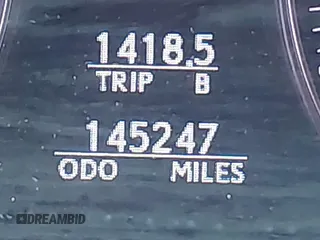 1418.5
TRIP B
145247
ODO MILES
DREAMBID